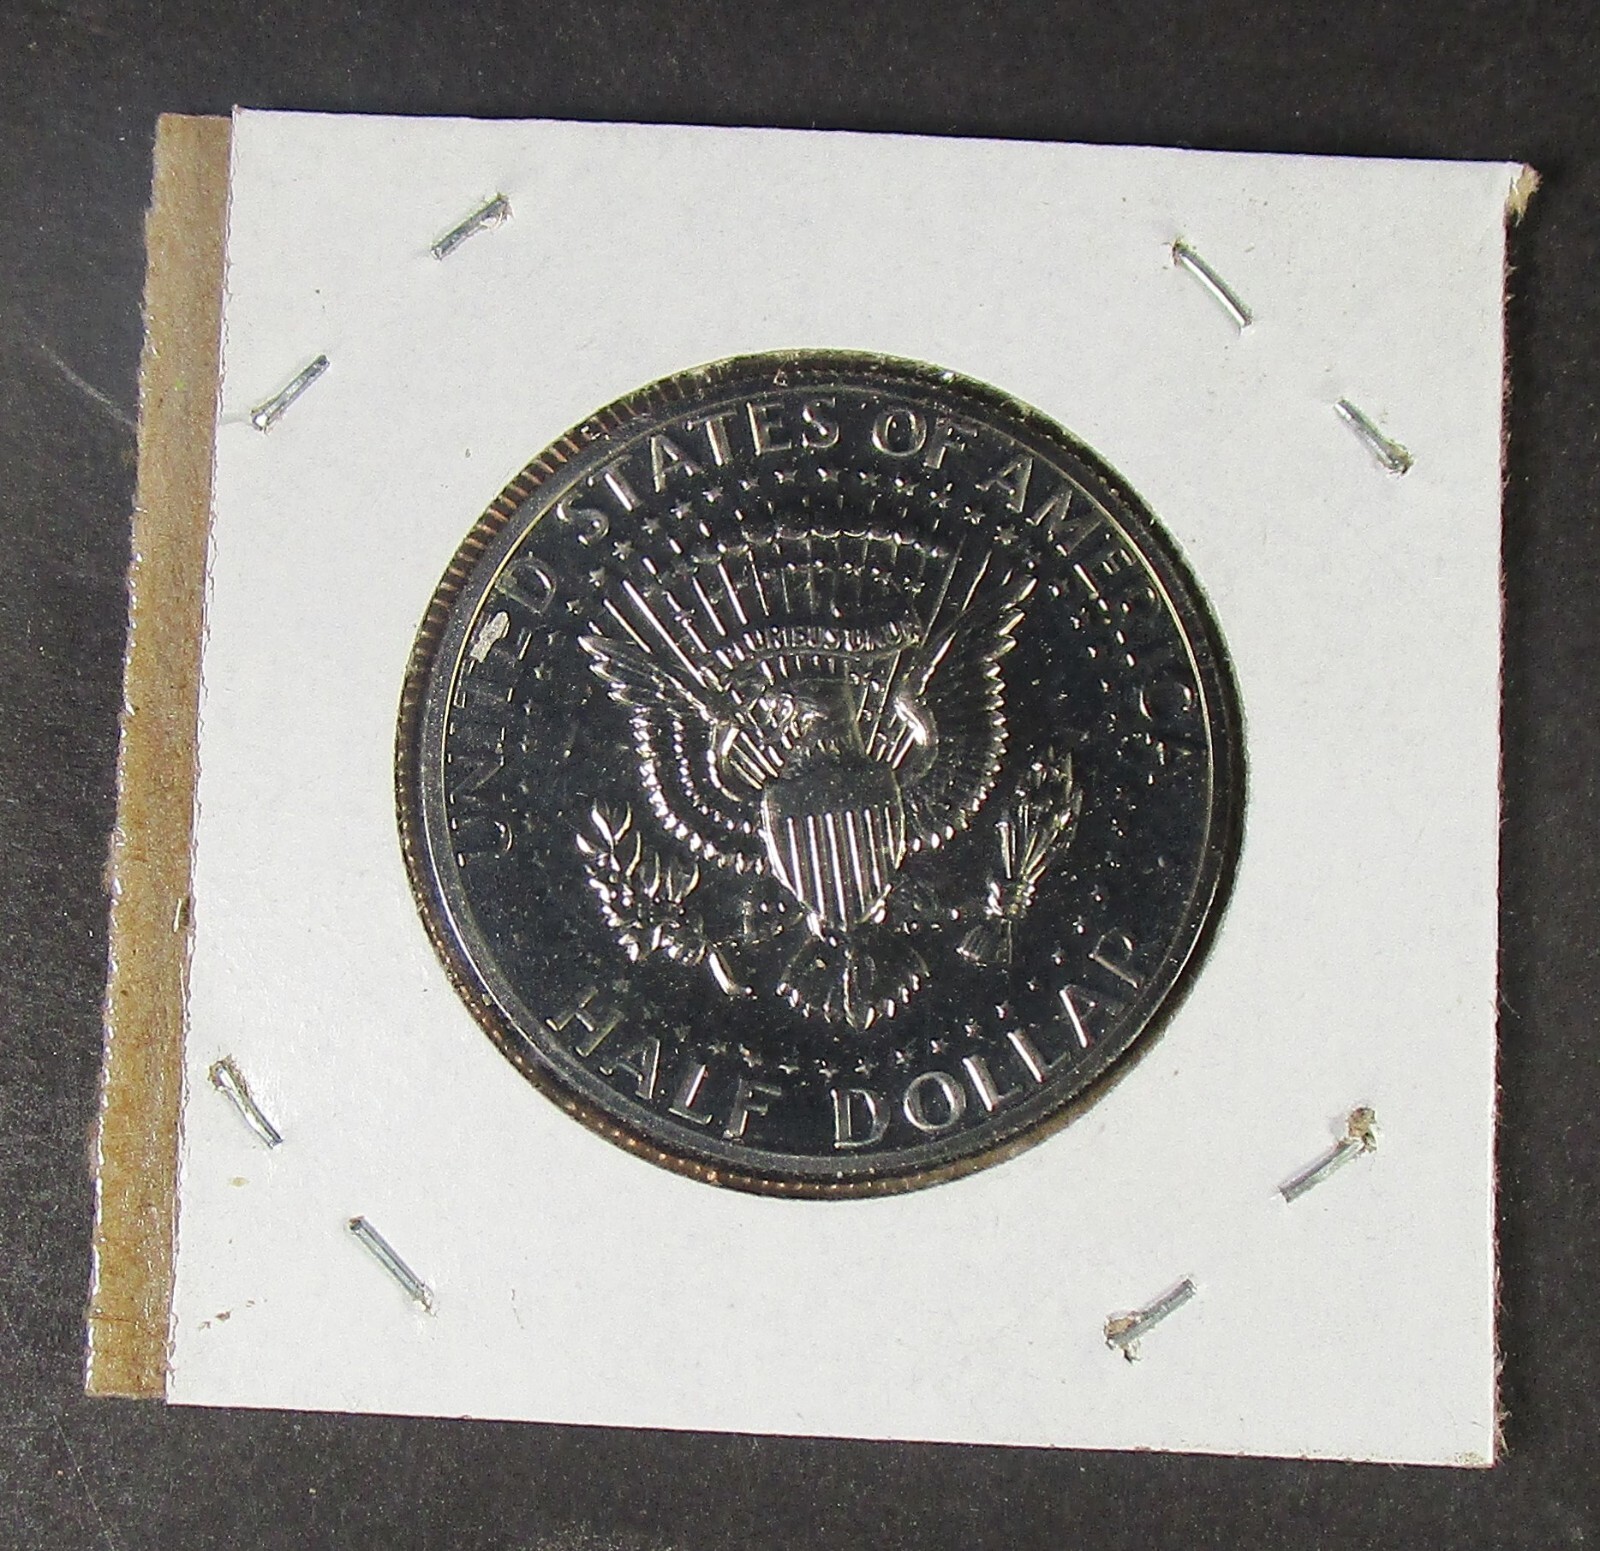 UNITED STATES OF AMERICA
PLURIBUS UNUM
HALF DOLLAR